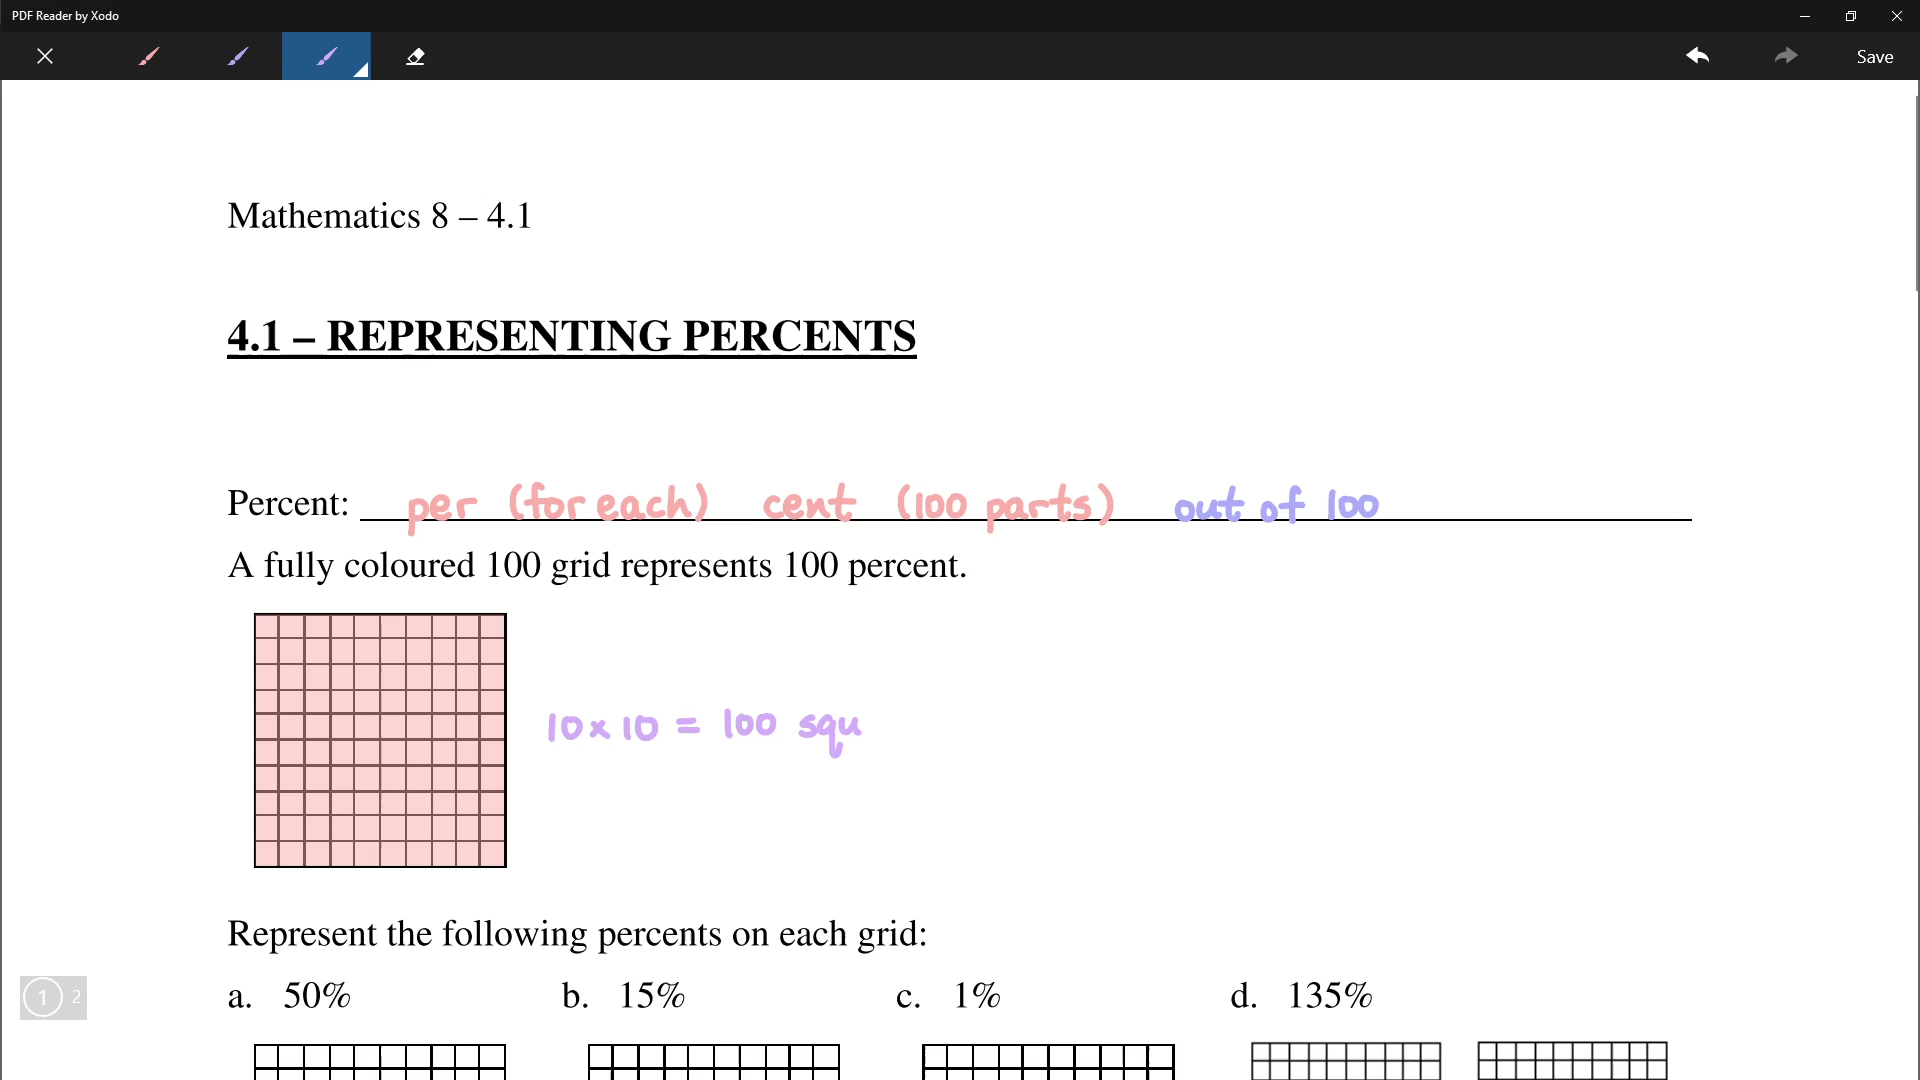 PDF Reader by Xodo
Save
Mathematics 8 – 4.1
4.1 – REPRESENTING PERCENTS
Percent: per (for each) cent (100 parts) out of 100
A fully coloured 100 grid represents 100 percent.
10 x 10 = 100 squ
Represent the following percents on each grid:
a. 50% b. 15% c. 1% d. 135%
1 2